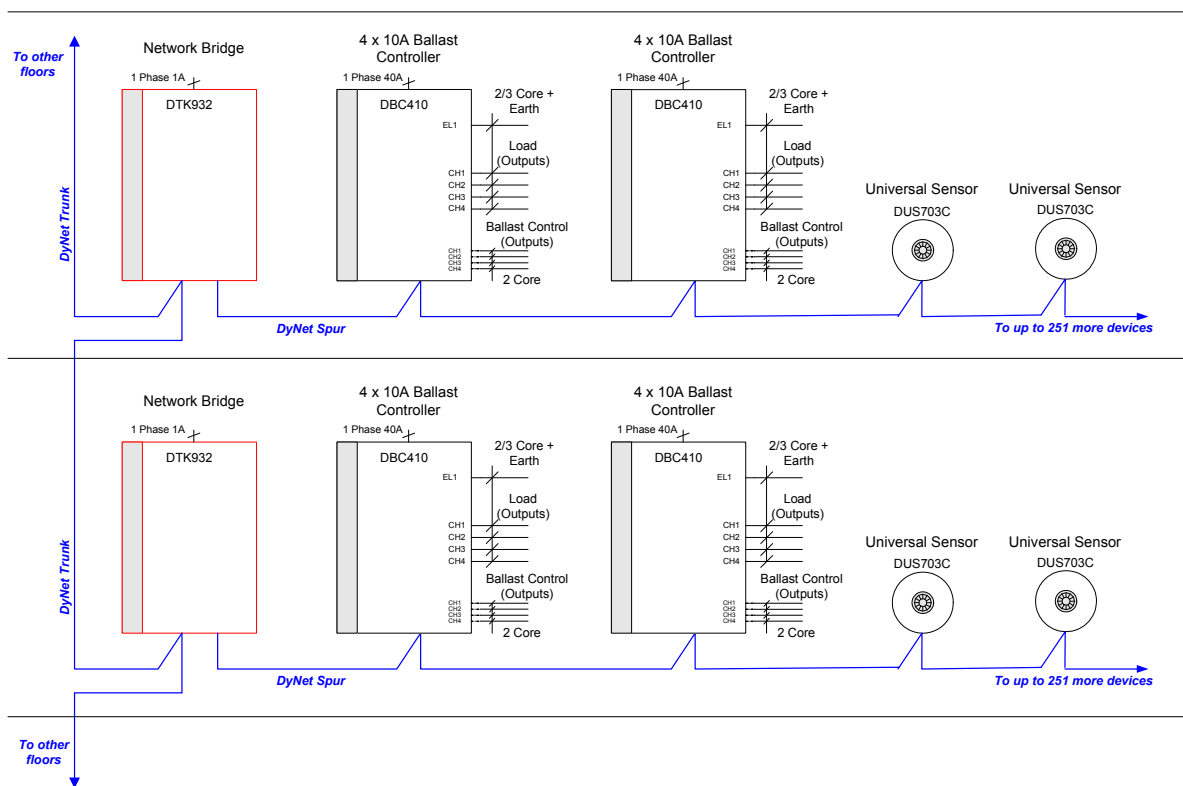 To other
floors
Network Bridge
1 Phase 1A
DTK932
DyNet Trunk
4 x 10A Ballast
Controller
1 Phase 40A
DBC410
2/3 Core +
Earth
EL1
Load
(Outputs)
CH1
CH2
CH3
CH4
Ballast Control
(Outputs)
CH1
CH2
CH3
CH4
2 Core
4 x 10A Ballast
Controller
1 Phase 40A
DBC410
2/3 Core +
Earth
EL1
Load
(Outputs)
CH1
CH2
CH3
CH4
Ballast Control
(Outputs)
CH1
CH2
CH3
CH4
2 Core
Universal Sensor
DUS703C
Universal Sensor
DUS703C
DyNet Spur
To up to 251 more devices
Network Bridge
1 Phase 1A
DTK932
DyNet Trunk
4 x 10A Ballast
Controller
1 Phase 40A
DBC410
2/3 Core +
Earth
EL1
Load
(Outputs)
CH1
CH2
CH3
CH4
Ballast Control
(Outputs)
CH1
CH2
CH3
CH4
2 Core
4 x 10A Ballast
Controller
1 Phase 40A
DBC410
2/3 Core +
Earth
EL1
Load
(Outputs)
CH1
CH2
CH3
CH4
Ballast Control
(Outputs)
CH1
CH2
CH3
CH4
2 Core
Universal Sensor
DUS703C
Universal Sensor
DUS703C
DyNet Spur
To up to 251 more devices
To other
floors